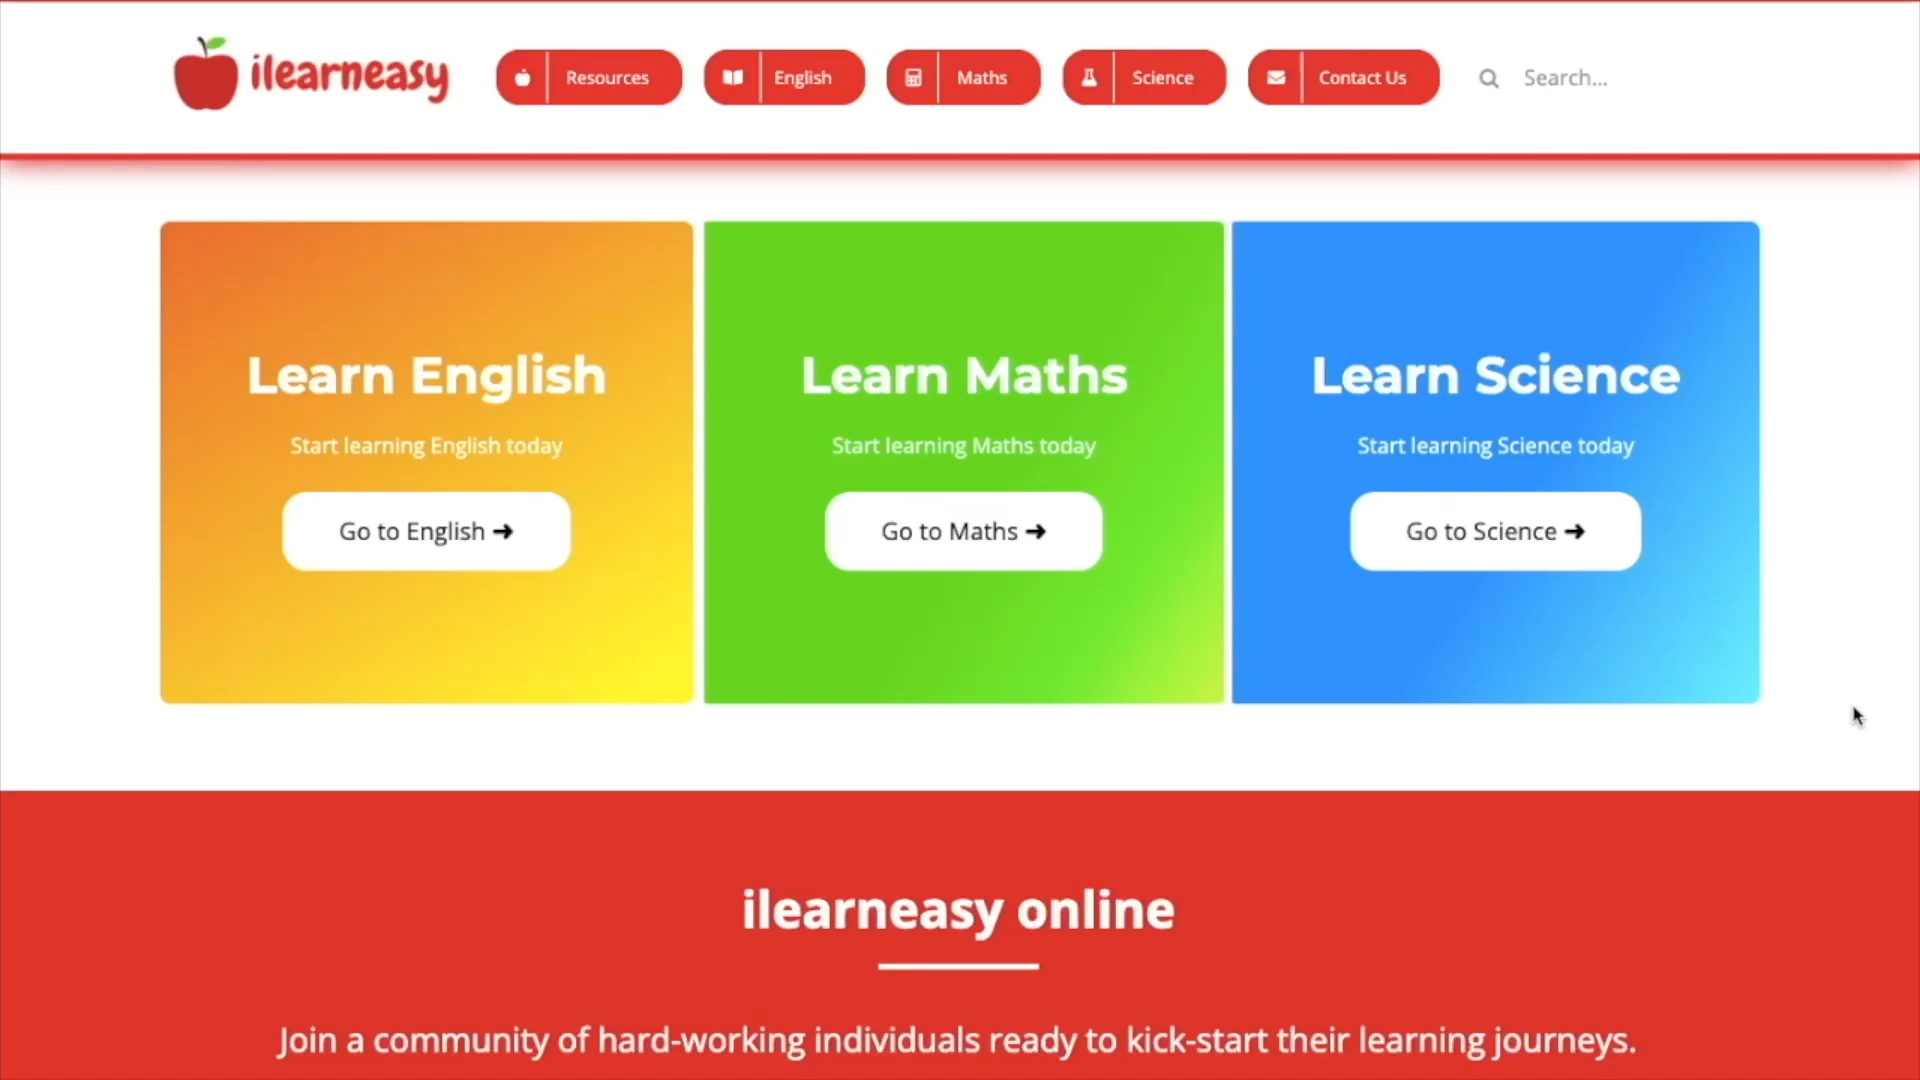 ilearneasy
Resources
English
Maths
Science
Contact Us
Search...
Learn English
Start learning English today
Go to English ➜
Learn Maths
Start learning Maths today
Go to Maths ➜
Learn Science
Start learning Science today
Go to Science ➜
ilearneasy online
Join a community of hard-working individuals ready to kick-start their learning journeys.